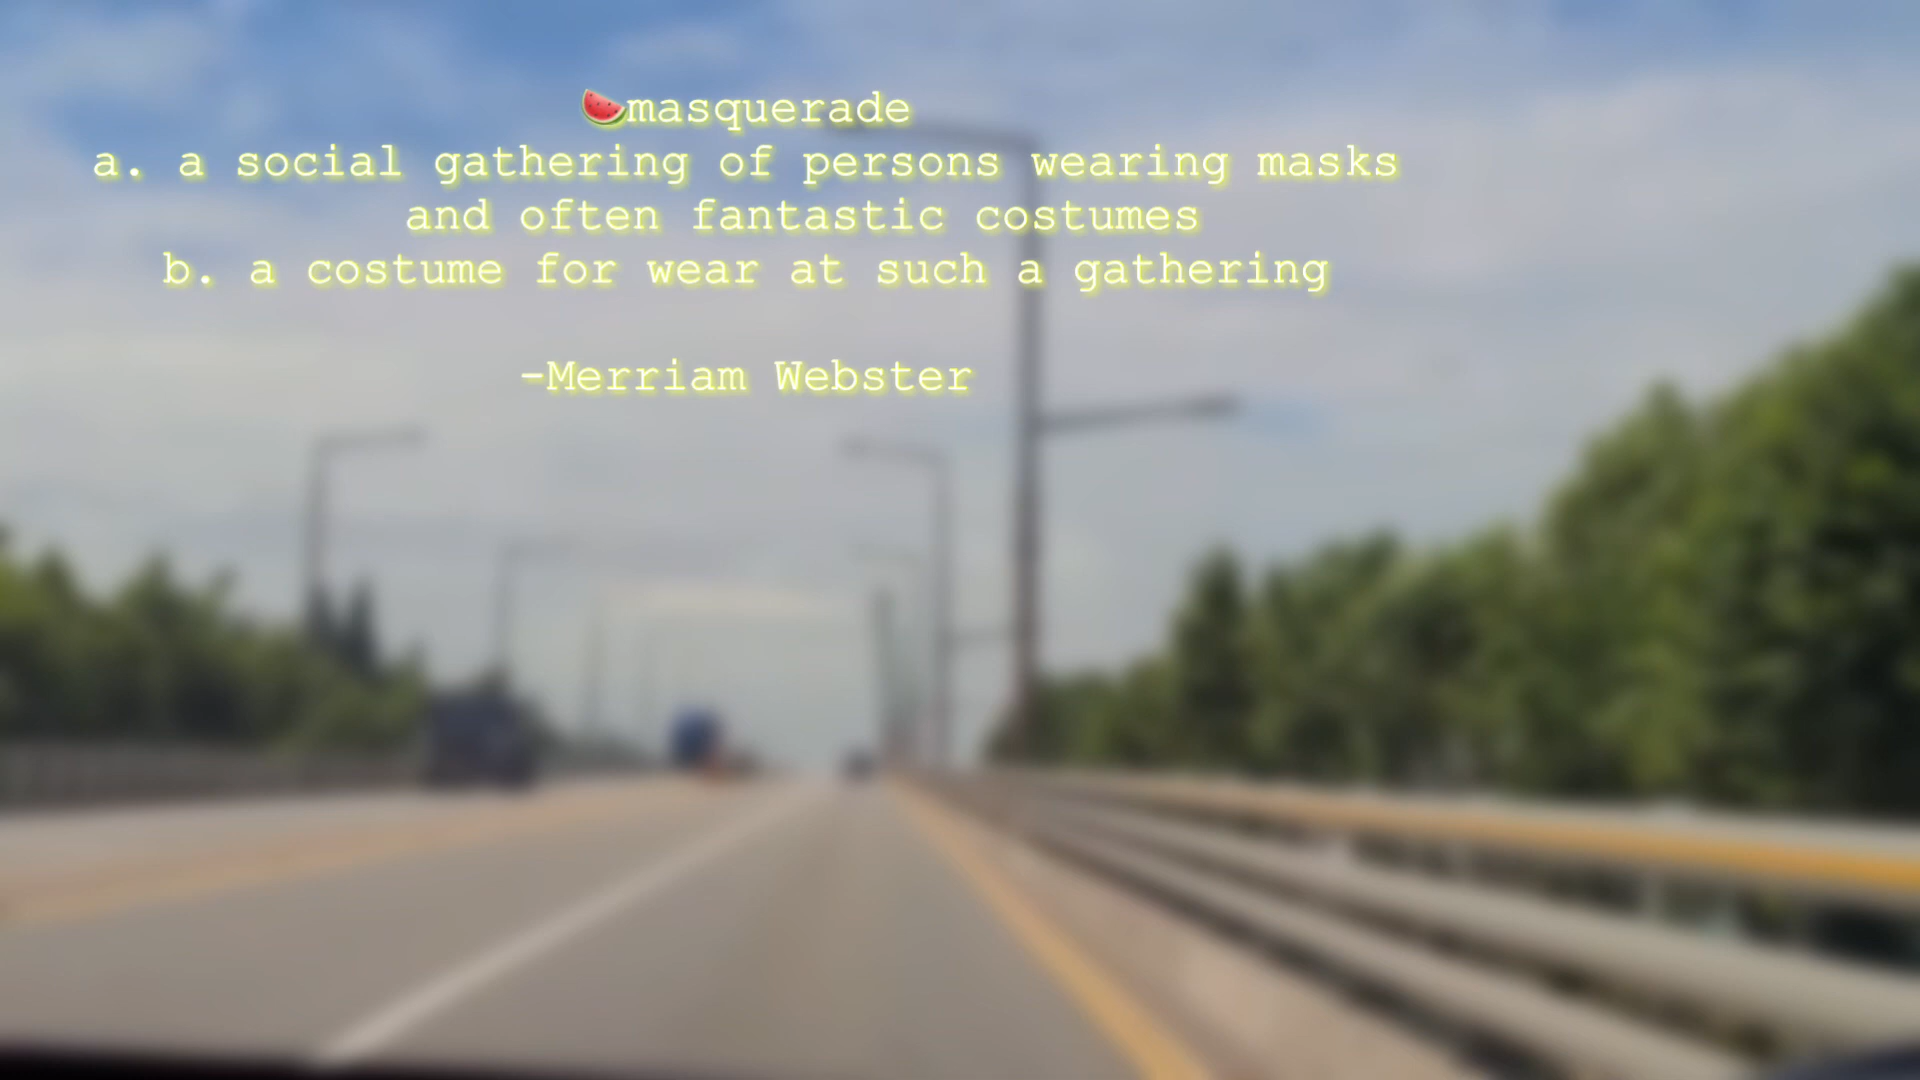 🍉masquerade
a. a social gathering of persons wearing masks
and often fantastic costumes
b. a costume for wear at such a gathering
-Merriam Webster